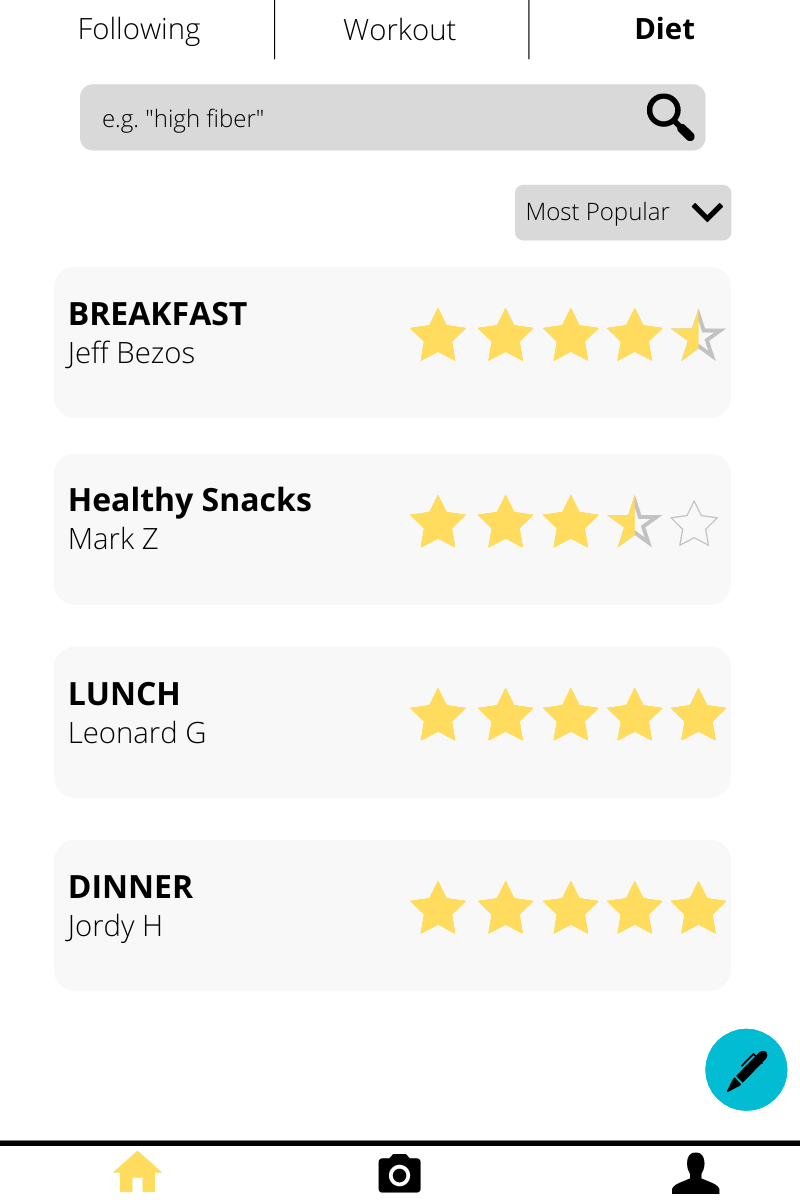 Following
Workout
Diet
e.g. "high fiber"
Most Popular
BREAKFAST
Jeff Bezos
Healthy Snacks
Mark Z
LUNCH
Leonard G
DINNER
Jordy H